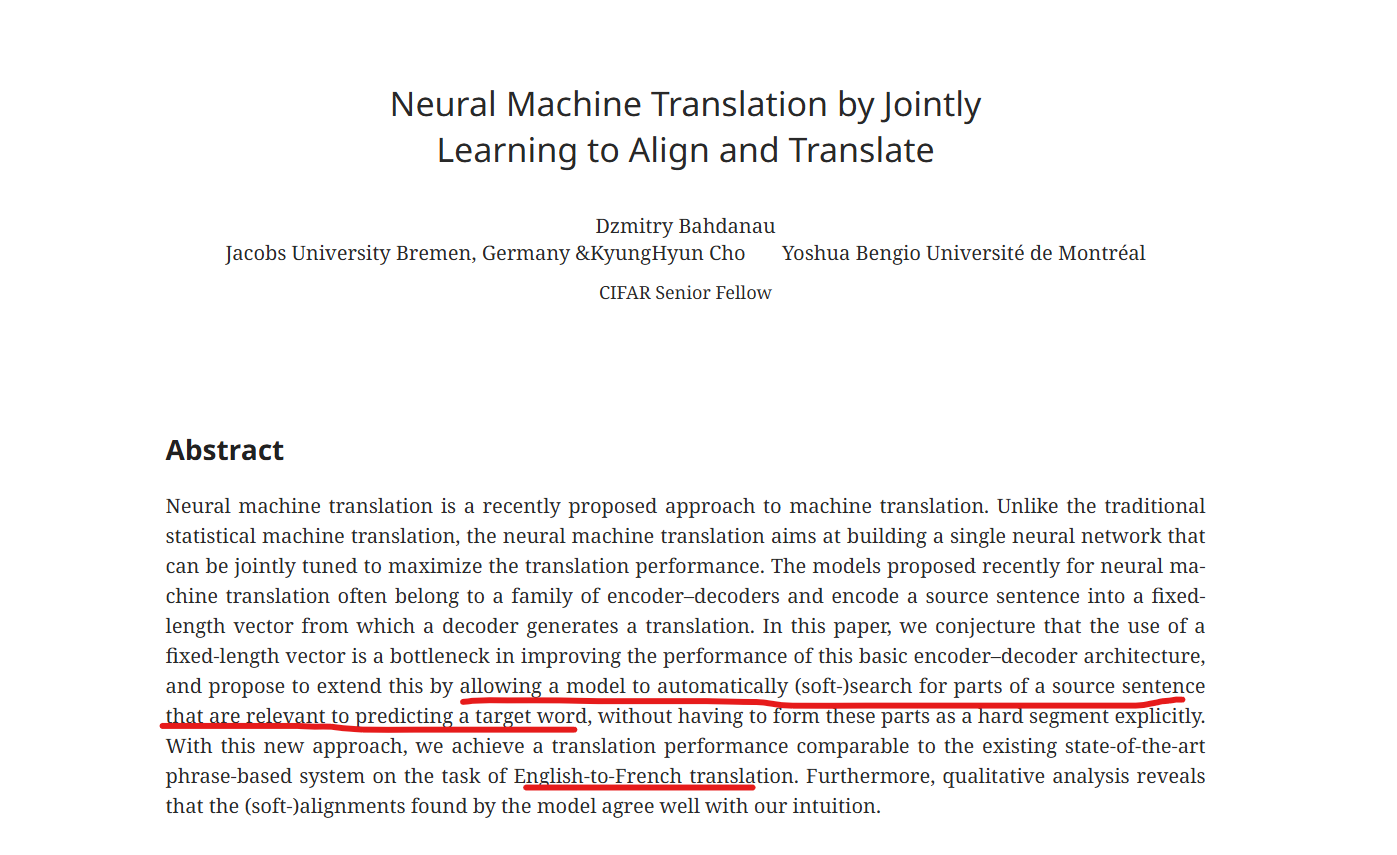 Neural Machine Translation by Jointly
Learning to Align and Translate
Dzmitry Bahdanau
Jacobs University Bremen, Germany &KyungHyun Cho Yoshua Bengio Université de Montréal
CIFAR Senior Fellow
Abstract
Neural machine translation is a recently proposed approach to machine translation. Unlike the traditional
statistical machine translation, the neural machine translation aims at building a single neural network that
can be jointly tuned to maximize the translation performance. The models proposed recently for neural ma-
chine translation often belong to a family of encoder–decoders and encode a source sentence into a fixed-
length vector from which a decoder generates a translation. In this paper, we conjecture that the use of a
fixed-length vector is a bottleneck in improving the performance of this basic encoder–decoder architecture,
and propose to extend this by allowing a model to automatically (soft-)search for parts of a source sentence
that are relevant to predicting a target word, without having to form these parts as a hard segment explicitly.
With this new approach, we achieve a translation performance comparable to the existing state-of-the-art
phrase-based system on the task of English-to-French translation. Furthermore, qualitative analysis reveals
that the (soft-)alignments found by the model agree well with our intuition.